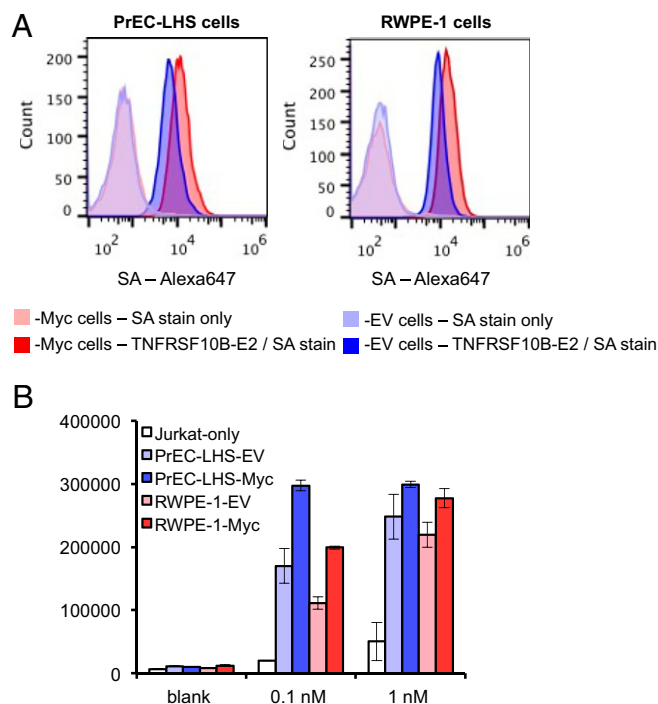 A
PrEC-LHS cells
RWPE-1 cells
Count
200
150
100
50
0
10^2
10^4
10^6
SA – Alexa647
Count
250
200
150
100
50
0
10^2
10^4
10^6
SA – Alexa647
-Myc cells – SA stain only
-EV cells – SA stain only
-Myc cells – TNFRSF10B-E2 / SA stain
-EV cells – TNFRSF10B-E2 / SA stain
B
400000
300000
200000
100000
0
Jurkat-only
PrEC-LHS-EV
PrEC-LHS-Myc
RWPE-1-EV
RWPE-1-Myc
blank
0.1 nM
1 nM